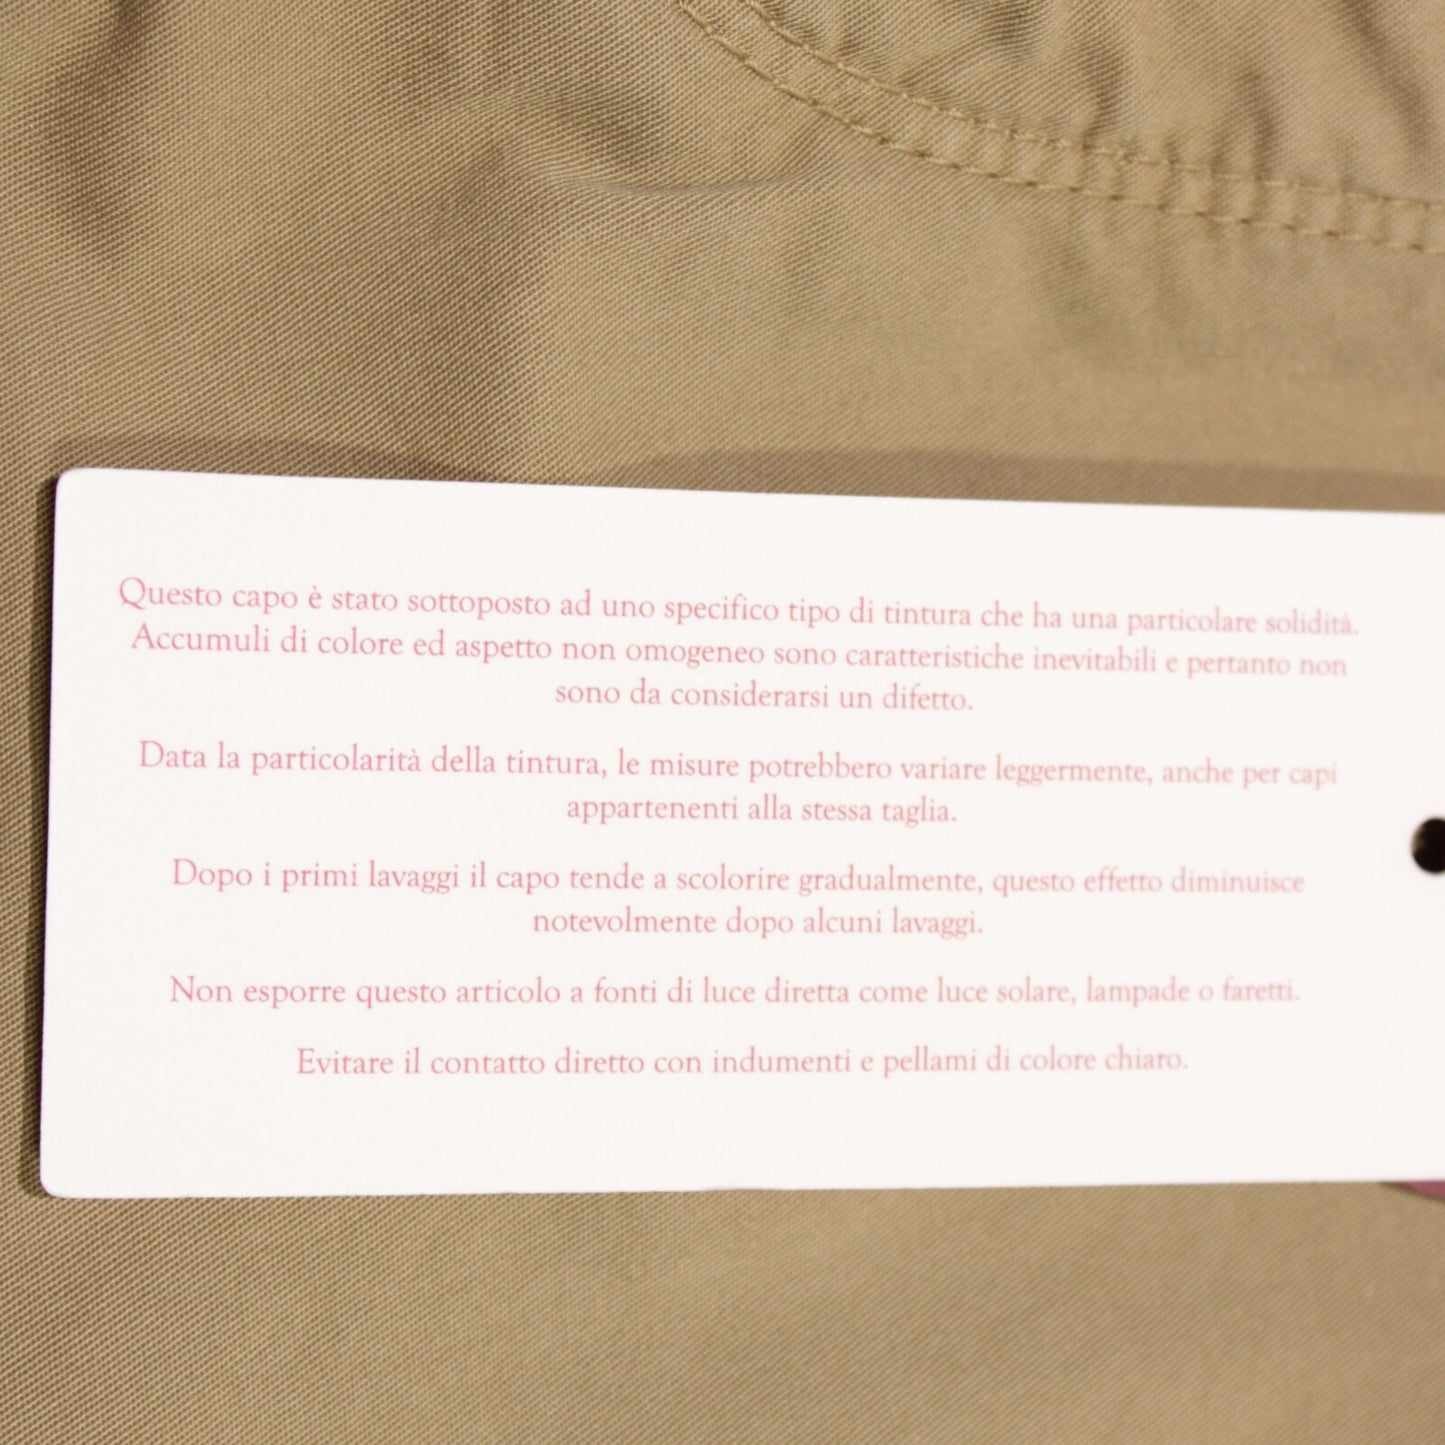 Questo capo è stato sottoposto ad uno specifico tipo di tintura che ha una particolare solidità.
Accumuli di colore ed aspetto non omogeneo sono caratteristiche inevitabili e pertanto non
sono da considerarsi un difetto.
Data la particolarità della tintura, le misure potrebbero variare leggermente, anche per capi
appartenenti alla stessa taglia.
Dopo i primi lavaggi il capo tende a scolorire gradualmente, questo effetto diminuisce
notevolmente dopo alcuni lavaggi.
Non esporre questo articolo a fonti di luce diretta come luce solare, lampade o faretti.
Evitare il contatto diretto con indumenti e pellami di colore chiaro.